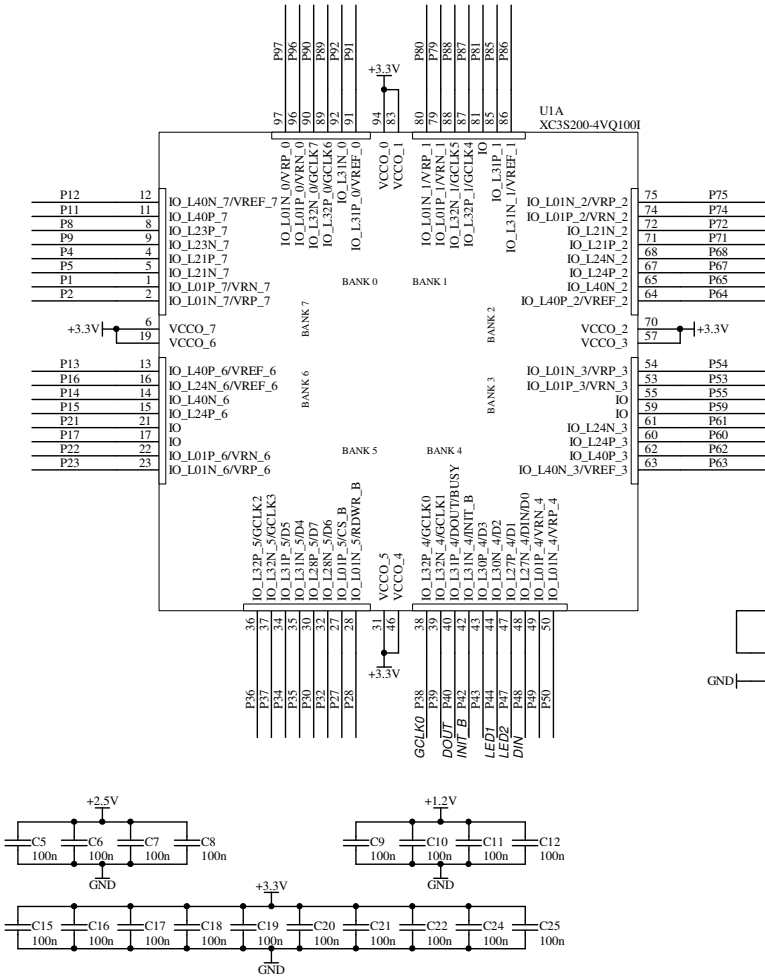 P97
P96
P90
P89
P92
P91
P80
P79
P88
P87
P81
P85
P86
+3.3V
97
96
90
89
92
91
94
83
80
79
88
87
81
85
86
U1A
XC3S200-4VQ100I
IO_L01N_0/VRP_0
IO_L01P_0/VRN_0
IO_L32N_0/GCLK7
IO_L32P_0/GCLK6
IO_L31N_0
IO_L31P_0/VREF_0
VCCO_0
VCCO_1
IO_L01N_1/VRP_1
IO_L01P_1/VRN_1
IO_L32N_1/GCLK5
IO_L32P_1/GCLK4
IO
IO_L31P_1
IO_L31N_1/VREF_1
P12 12 IO_L40N_7/VREF_7
P11 11 IO_L40P_7
P8 8 IO_L23P_7
P9 9 IO_L23N_7
P4 4 IO_L21P_7
P5 5 IO_L21N_7
P1 1 IO_L01P_7/VRN_7
P2 2 IO_L01N_7/VRP_7
IO_L01N_2/VRP_2 75 P75
IO_L01P_2/VRN_2 74 P74
IO_L21N_2 72 P72
IO_L21P_2 71 P71
IO_L24N_2 68 P68
IO_L24P_2 67 P67
IO_L40N_2 65 P65
IO_L40P_2/VREF_2 64 P64
BANK 0
BANK 1
BANK 7
BANK 2
+3.3V 6 VCCO_7
19 VCCO_6
VCCO_2 70 +3.3V
VCCO_3 57
P13 13 IO_L40P_6/VREF_6
P16 16 IO_L24N_6/VREF_6
P14 14 IO_L40N_6
P15 15 IO_L24P_6
P21 21 IO
P17 17 IO
P22 22 IO_L01P_6/VRN_6
P23 23 IO_L01N_6/VRP_6
BANK 6
BANK 3
IO_L01N_3/VRP_3 54 P54
IO_L01P_3/VRN_3 53 P53
IO 55 P55
IO 59 P59
IO_L24N_3 61 P61
IO_L24P_3 60 P60
IO_L40P_3 62 P62
IO_L40N_3/VREF_3 63 P63
BANK 5
BANK 4
IO_L32P_5/GCLK2
IO_L32N_5/GCLK3
IO_L31P_5/D5
IO_L31N_5/D4
IO_L28P_5/D7
IO_L28N_5/D6
IO_L01P_5/CS_B
IO_L01N_5/RDWR_B
VCCO_5
VCCO_4
IO_L32P_4/GCLK0
IO_L32N_4/GCLK1
IO_L31P_4/DOUT/BUSY
IO_L31N_4/INIT_B
IO_L30P_4/D3
IO_L30N_4/D2
IO_L27P_4/D1
IO_L27N_4/DIN/D0
IO_L01P_4/VRN_4
IO_L01N_4/VRP_4
36
37
34
35
30
32
27
28
31
46
38
39
40
42
43
44
47
48
49
50
+3.3V
P36
P37
P34
P35
P30
P32
P27
P28
P38
P39
P40
P42
P43
P44
P47
P48
P49
P50
GCLK0
DOUT
INIT_B
LED1
LED2
DIN
GND
+2.5V
C5 C6 C7 C8
100n 100n 100n 100n
GND
+1.2V
C9 C10 C11 C12
100n 100n 100n 100n
GND
+3.3V
C15 C16 C17 C18 C19 C20 C21 C22 C24 C25
100n 100n 100n 100n 100n 100n 100n 100n 100n 100n
GND